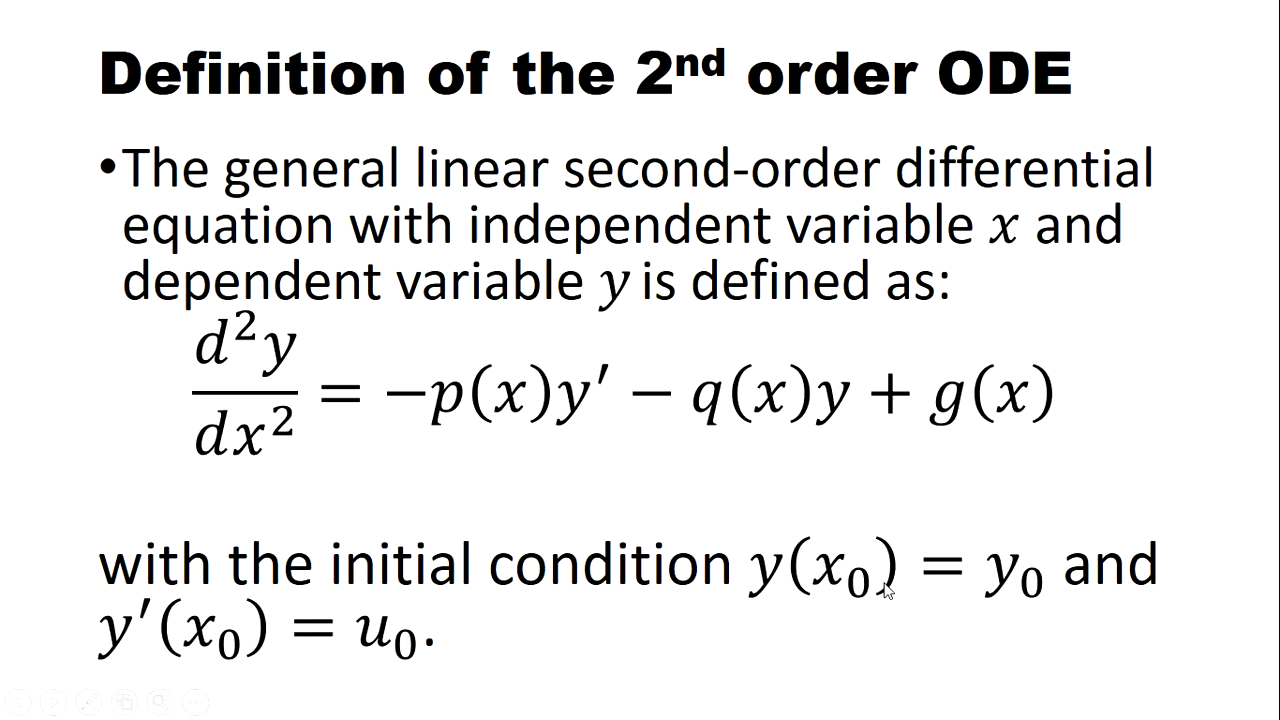 Definition of the 2ⁿᵈ order ODE
•The general linear second-order differential
equation with independent variable 𝑥 and
dependent variable 𝑦 is defined as:
𝑑²𝑦/𝑑𝑥² = −𝑝(𝑥)𝑦′ − 𝑞(𝑥)𝑦 + 𝑔(𝑥)
with the initial condition 𝑦(𝑥₀) = 𝑦₀ and
𝑦′(𝑥₀) = 𝑢₀.